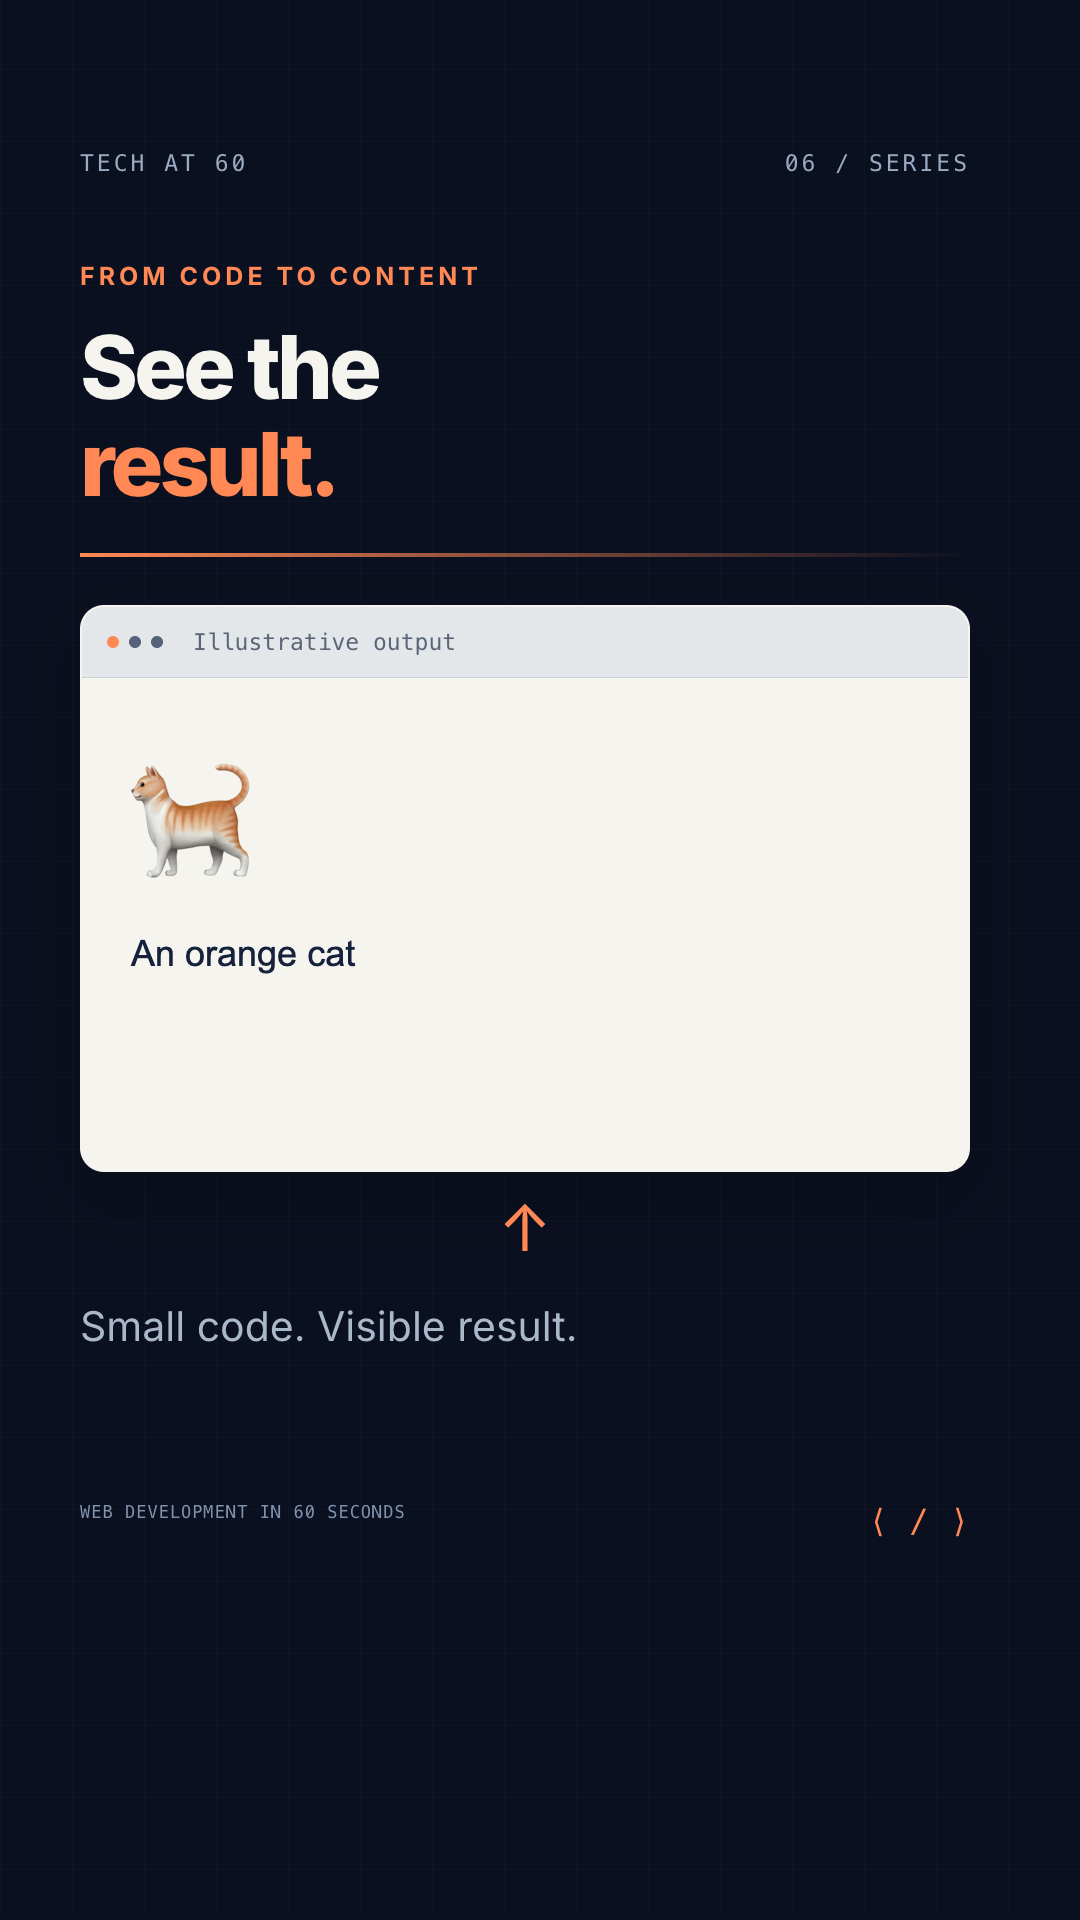 TECH AT 60
06 / SERIES
FROM CODE TO CONTENT
See the
result.
Illustrative output
An orange cat
Small code. Visible result.
WEB DEVELOPMENT IN 60 SECONDS
⟨ / ⟩